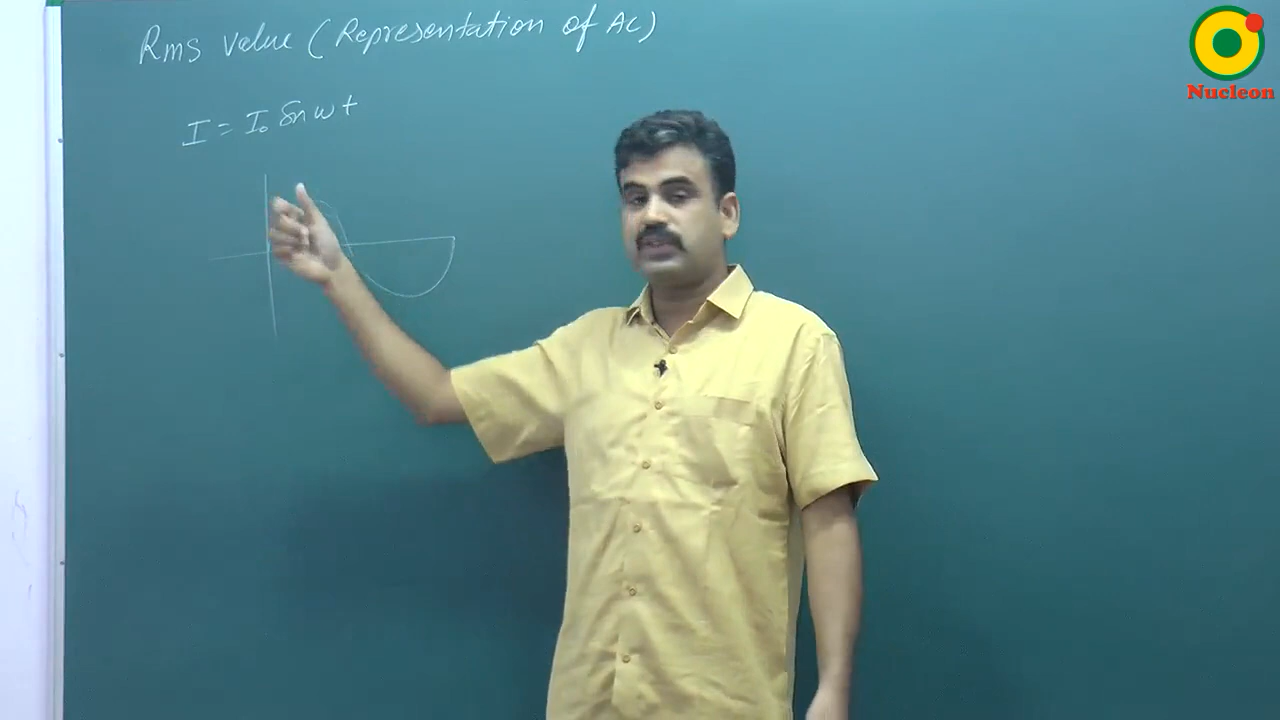 Rms value (Representation of AC)
I = I₀ Sin ωt
Nucleon